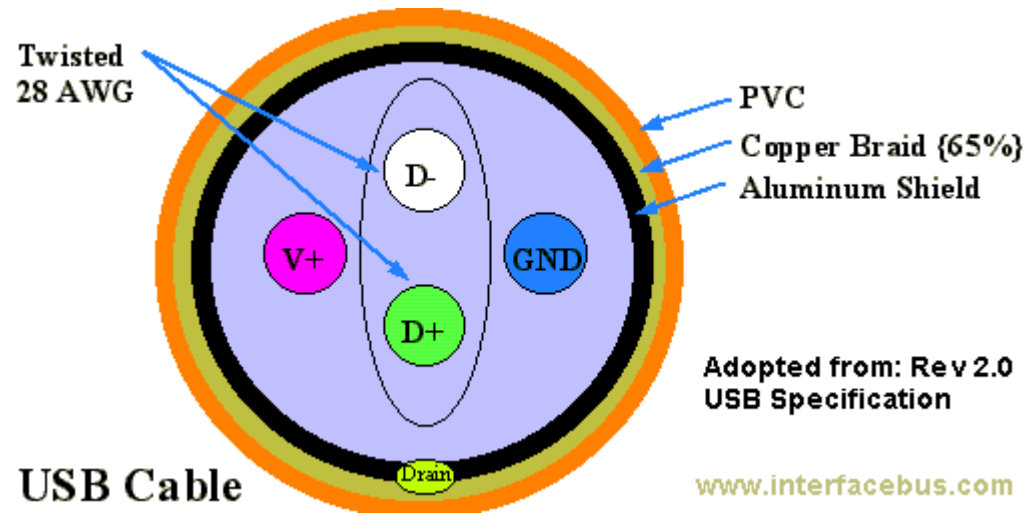 Twisted
28 AWG
PVC
Copper Braid {65%}
Aluminum Shield
D-
V+
GND
D+
Adopted from: Rev 2.0
USB Specification
Drain
USB Cable
www.interfacebus.com